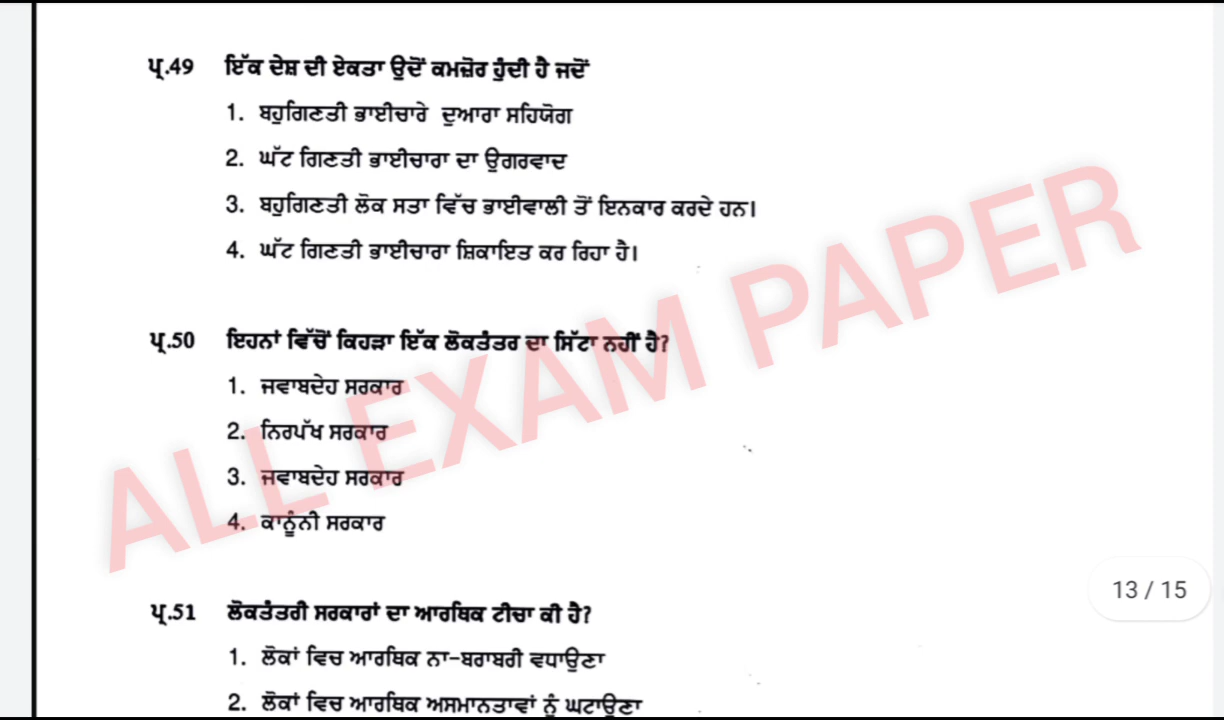 ਪ੍ਰ.49 ਇੱਕ ਦੇਸ਼ ਦੀ ਏਕਤਾ ਉਦੋਂ ਕਮਜ਼ੋਰ ਹੁੰਦੀ ਹੈ ਜਦੋਂ
1. ਬਹੁਗਿਣਤੀ ਭਾਈਚਾਰੇ ਦੁਆਰਾ ਸਹਿਯੋਗ
2. ਘੱਟ ਗਿਣਤੀ ਭਾਈਚਾਰਾ ਦਾ ਉਗਰਵਾਦ
3. ਬਹੁਗਿਣਤੀ ਲੋਕ ਸਤਾ ਵਿੱਚ ਭਾਈਵਾਲੀ ਤੋਂ ਇਨਕਾਰ ਕਰਦੇ ਹਨ।
4. ਘੱਟ ਗਿਣਤੀ ਭਾਈਚਾਰਾ ਸ਼ਿਕਾਇਤ ਕਰ ਰਿਹਾ ਹੈ।
ਪ੍ਰ.50 ਇਹਨਾਂ ਵਿੱਚੋਂ ਕਿਹੜਾ ਇੱਕ ਲੋਕਤੰਤਰ ਦਾ ਸਿੱਟਾ ਨਹੀਂ ਹੈ?
1. ਜਵਾਬਦੇਹ ਸਰਕਾਰ
2. ਨਿਰਪੱਖ ਸਰਕਾਰ
3. ਜਵਾਬਦੇਹ ਸਰਕਾਰ
4. ਕਾਨੂੰਨੀ ਸਰਕਾਰ
ALL EXAM PAPER
13 / 15
ਪ੍ਰ.51 ਲੋਕਤੰਤਰੀ ਸਰਕਾਰਾਂ ਦਾ ਆਰਥਿਕ ਟੀਚਾ ਕੀ ਹੈ?
1. ਲੋਕਾਂ ਵਿਚ ਆਰਥਿਕ ਨਾ-ਬਰਾਬਰੀ ਵਧਾਉਣਾ
2. ਲੋਕਾਂ ਵਿਚ ਆਰਥਿਕ ਅਸਮਾਨਤਾਵਾਂ ਨੂੰ ਘਟਾਉਣਾ